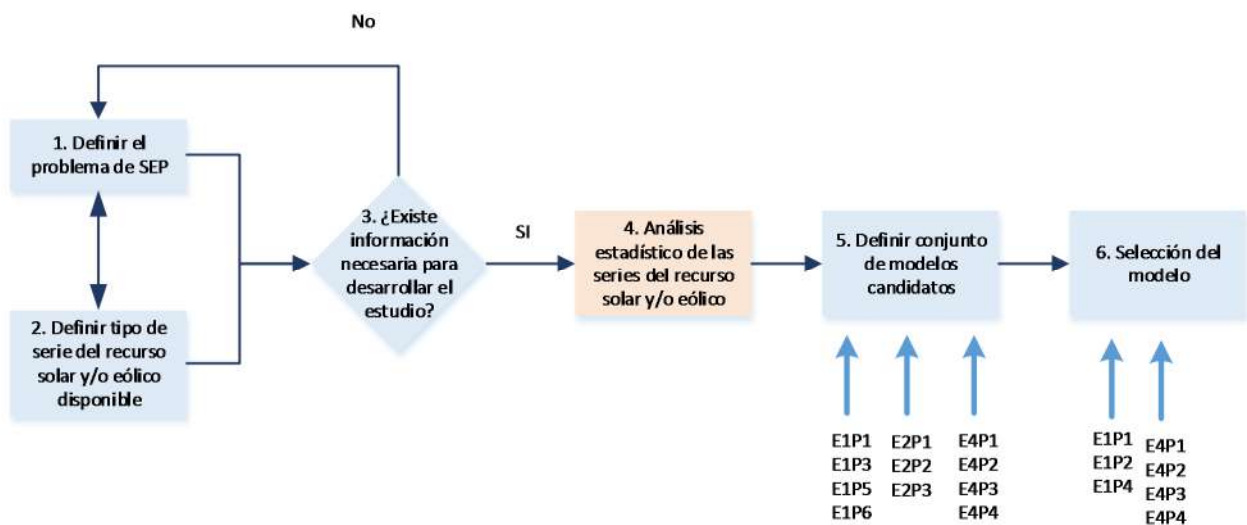 No
1. Definir el
problema de SEP
2. Definir tipo de
serie del recurso
solar y/o eólico
disponible
3. ¿Existe
información
necesaria para
desarrollar el
estudio?
SI
4. Análisis
estadístico de las
series del recurso
solar y/o eólico
5. Definir conjunto
de modelos
candidatos
6. Selección del
modelo
E1P1
E1P3
E1P5
E1P6
E2P1
E2P2
E2P3
E4P1
E4P2
E4P3
E4P4
E1P1
E1P2
E1P4
E4P1
E4P2
E4P3
E4P4